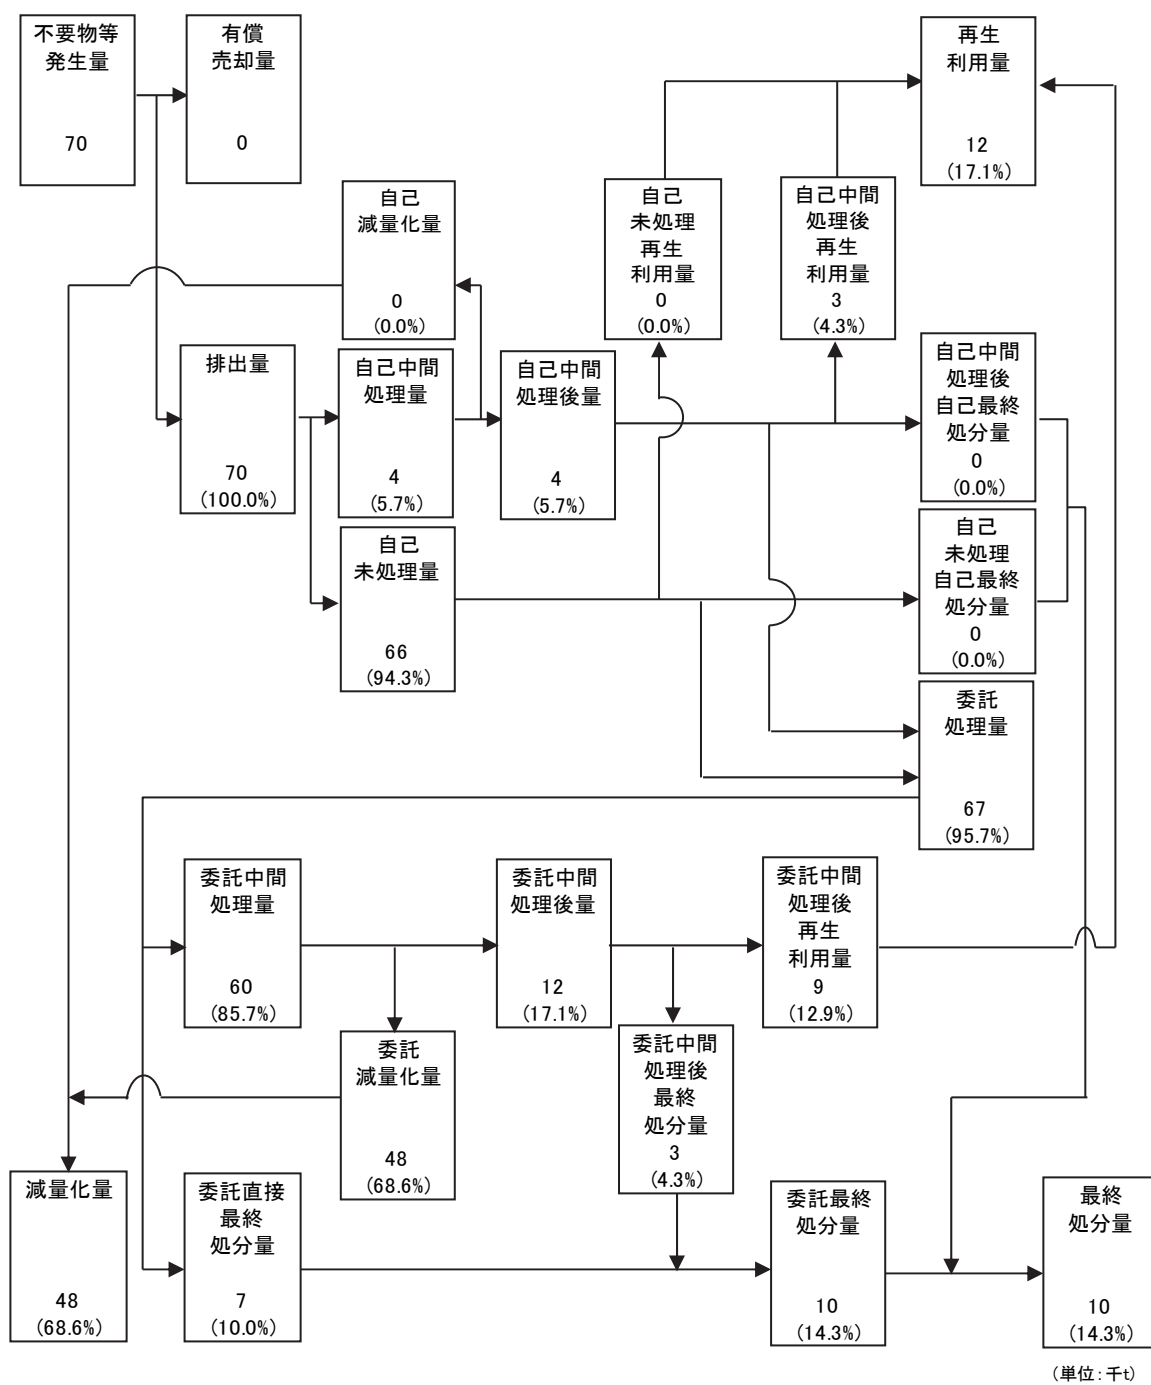 不要物等
発生量
70
有償
売却量
0
再生
利用量
12
(17.1%)
自己
減量化量
0
(0.0%)
自己
未処理
再生
利用量
0
(0.0%)
自己中間
処理後
再生
利用量
3
(4.3%)
排出量
70
(100.0%)
自己中間
処理量
4
(5.7%)
自己中間
処理後量
4
(5.7%)
自己中間
処理後
自己最終
処分量
0
(0.0%)
自己
未処理量
66
(94.3%)
自己
未処理
自己最終
処分量
0
(0.0%)
委託
処理量
67
(95.7%)
委託中間
処理量
60
(85.7%)
委託中間
処理後量
12
(17.1%)
委託中間
処理後
再生
利用量
9
(12.9%)
委託
減量化量
48
(68.6%)
委託中間
処理後
最終
処分量
3
(4.3%)
減量化量
48
(68.6%)
委託直接
最終
処分量
7
(10.0%)
委託最終
処分量
10
(14.3%)
最終
処分量
10
(14.3%)
(単位:千t)